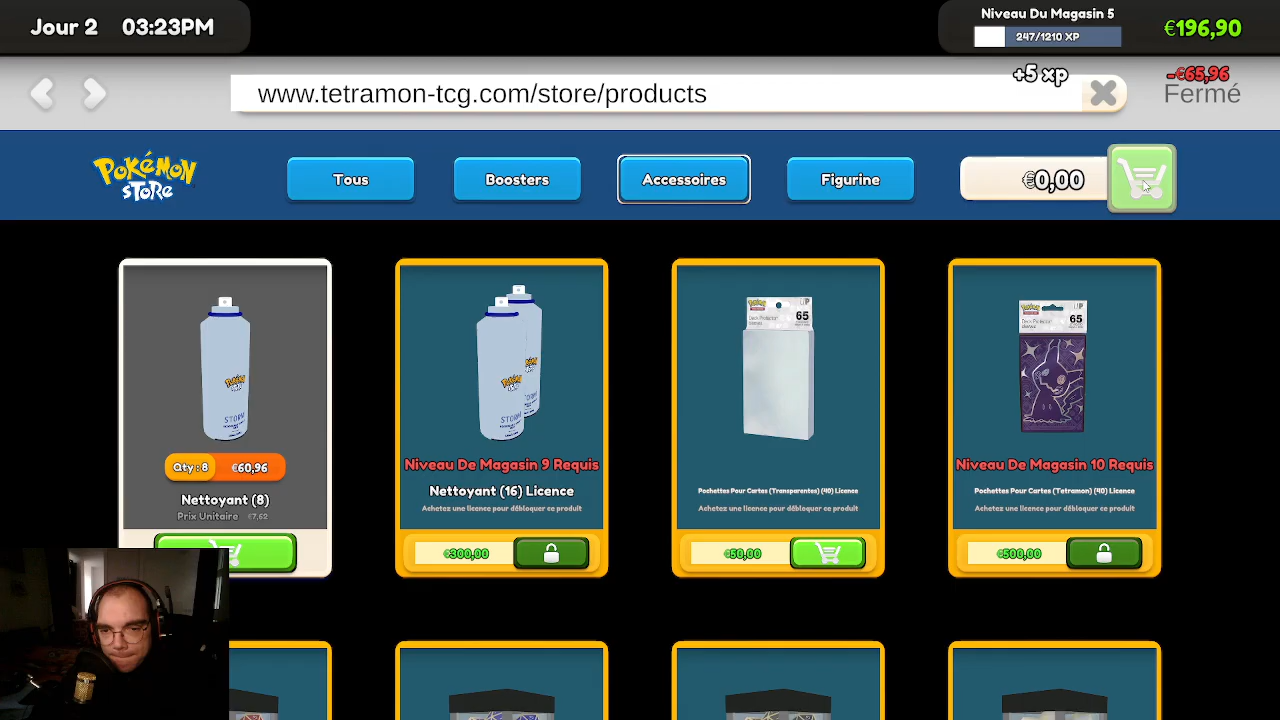 Jour 2 03:23PM
Niveau Du Magasin 5
247/1210 XP
€196,90
+5 xp
-€65,96
Fermé
www.tetramon-tcg.com/store/products
POKÉMON
STORE
Tous
Boosters
Accessoires
Figurine
€0,00
65
65
Qty : 8 €60,96
Nettoyant (8)
Prix Unitaire €7,62
Niveau De Magasin 9 Requis
Nettoyant (16) Licence
Achetez une licence pour débloquer ce produit
€300,00
Pochettes Pour Cartes (Transparentes) (40) Licence
Achetez une licence pour débloquer ce produit
€50,00
Niveau De Magasin 10 Requis
Pochettes Pour Cartes (Tetramon) (40) Licence
Achetez une licence pour débloquer ce produit
€500,00